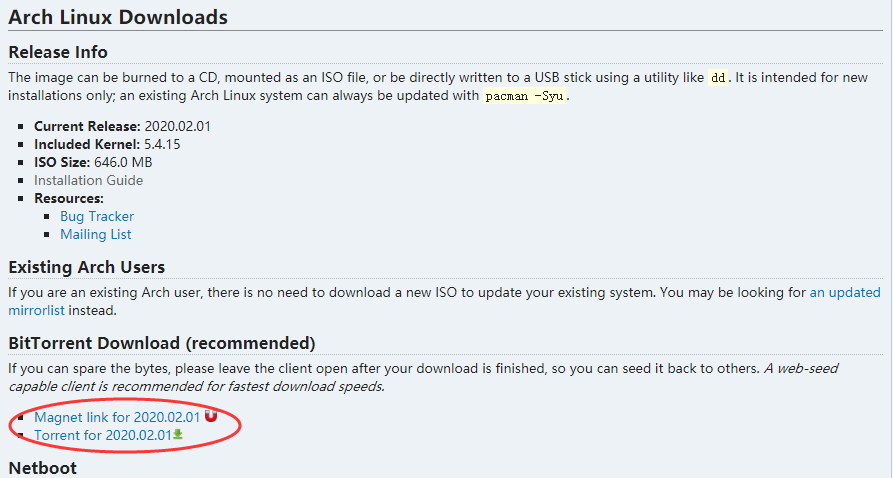 Arch Linux Downloads
Release Info
The image can be burned to a CD, mounted as an ISO file, or be directly written to a USB stick using a utility like dd. It is intended for new
installations only; an existing Arch Linux system can always be updated with pacman -Syu.
Current Release: 2020.02.01
Included Kernel: 5.4.15
ISO Size: 646.0 MB
Installation Guide
Resources:
Bug Tracker
Mailing List
Existing Arch Users
If you are an existing Arch user, there is no need to download a new ISO to update your existing system. You may be looking for an updated
mirrorlist instead.
BitTorrent Download (recommended)
If you can spare the bytes, please leave the client open after your download is finished, so you can seed it back to others. A web-seed
capable client is recommended for fastest download speeds.
Magnet link for 2020.02.01
Torrent for 2020.02.01
Netboot